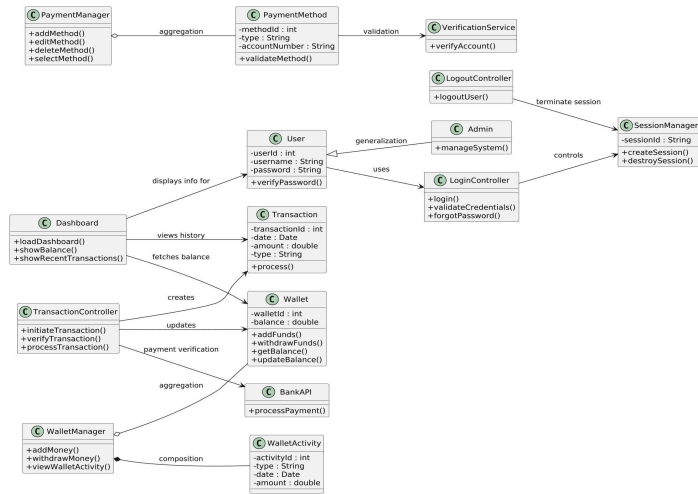 C PaymentManager
+addMethod()
+editMethod()
+deleteMethod()
+selectMethod()
aggregation
C PaymentMethod
-methodId : int
-type : String
-accountNumber : String
+validateMethod()
validation
C VerificationService
+verifyAccount()
C LogoutController
+logoutUser()
terminate session
C SessionManager
-sessionId : String
+createSession()
+destroySession()
C User
-userId : int
-username : String
-password : String
+verifyPassword()
generalization
C Admin
+manageSystem()
uses
C LoginController
+login()
+validateCredentials()
+forgotPassword()
controls
displays info for
C Dashboard
+loadDashboard()
+showBalance()
+showRecentTransactions()
views history
fetches balance
C Transaction
-transactionId : int
-date : Date
-amount : double
-type : String
+process()
C TransactionController
+initiateTransaction()
+verifyTransaction()
+processTransaction()
creates
updates
payment verification
C Wallet
-walletId : int
-balance : double
+addFunds()
+withdrawFunds()
+getBalance()
+updateBalance()
aggregation
C BankAPI
+processPayment()
C WalletManager
+addMoney()
+withdrawMoney()
+viewWalletActivity()
composition
C WalletActivity
-activityId : int
-type : String
-date : Date
-amount : double